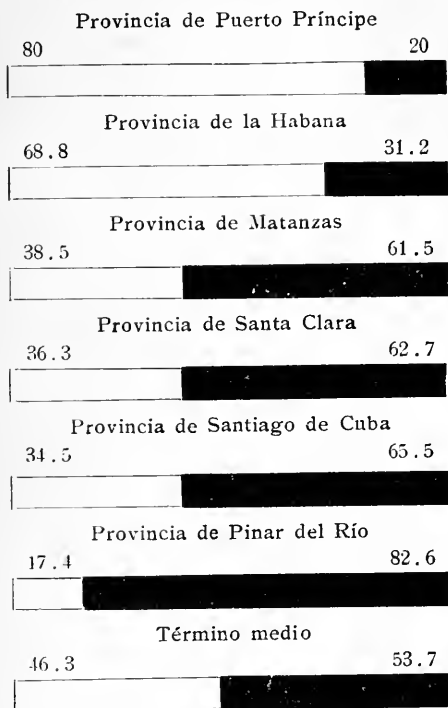 Provincia de Puerto Príncipe
80 20
Provincia de la Habana
68.8 31.2
Provincia de Matanzas
38.5 61.5
Provincia de Santa Clara
36.3 62.7
Provincia de Santiago de Cuba
34.5 65.5
Provincia de Pinar del Río
17.4 82.6
Término medio
46.3 53.7